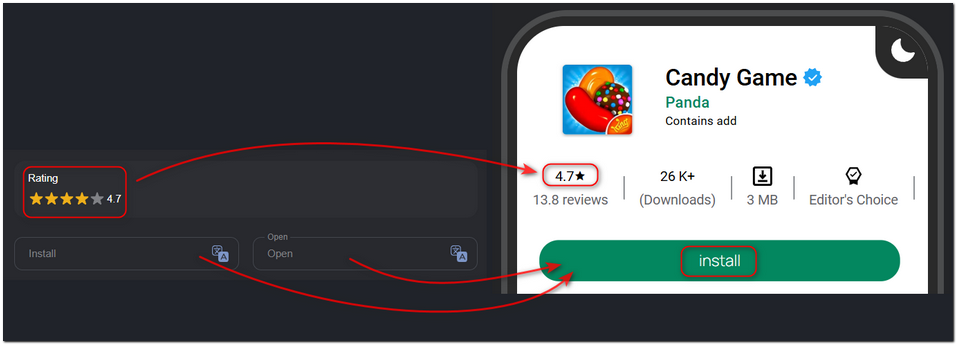 Rating
4.7
Install
Open
Open
Candy Game
Panda
Contains add
King
4.7★
13.8 reviews
26 K+
(Downloads)
3 MB
Editor's Choice
install